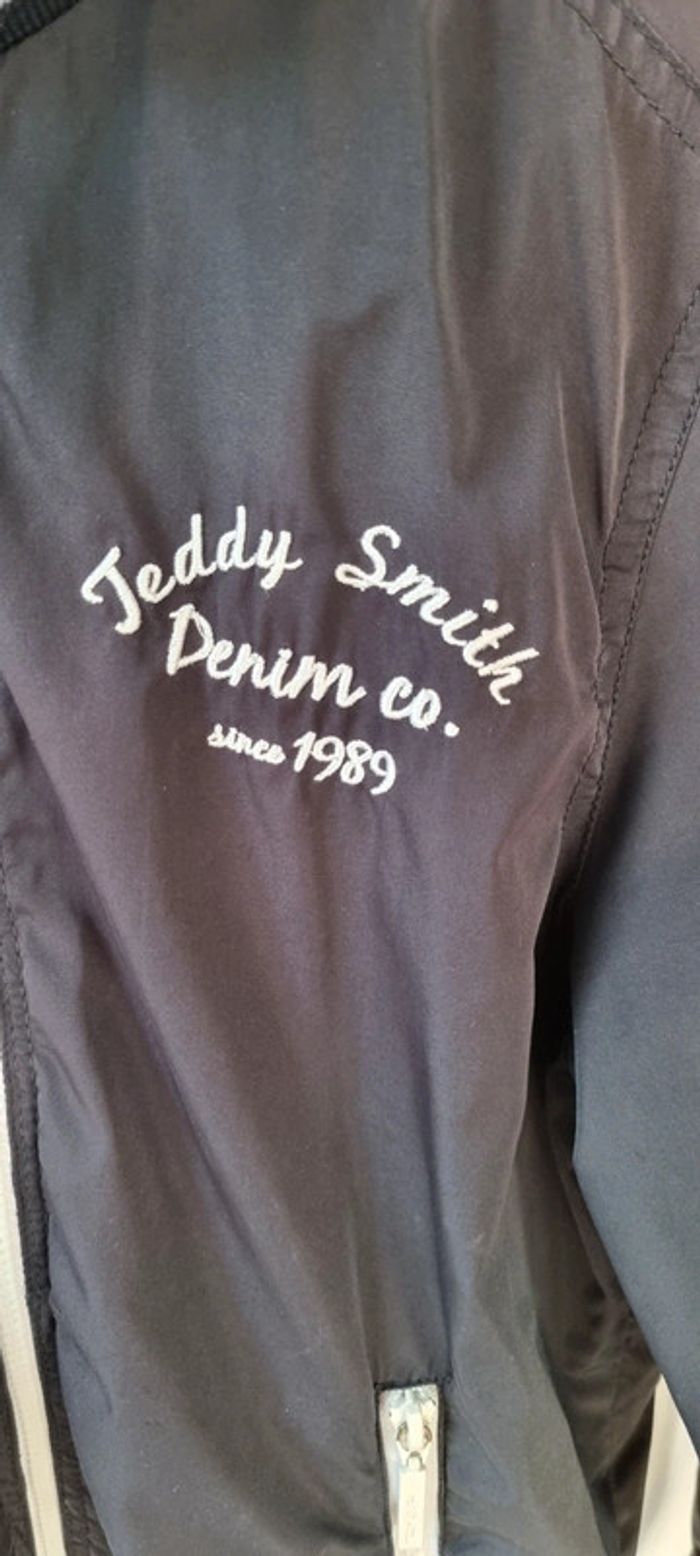 Teddy Smith
Denim co.
since 1989